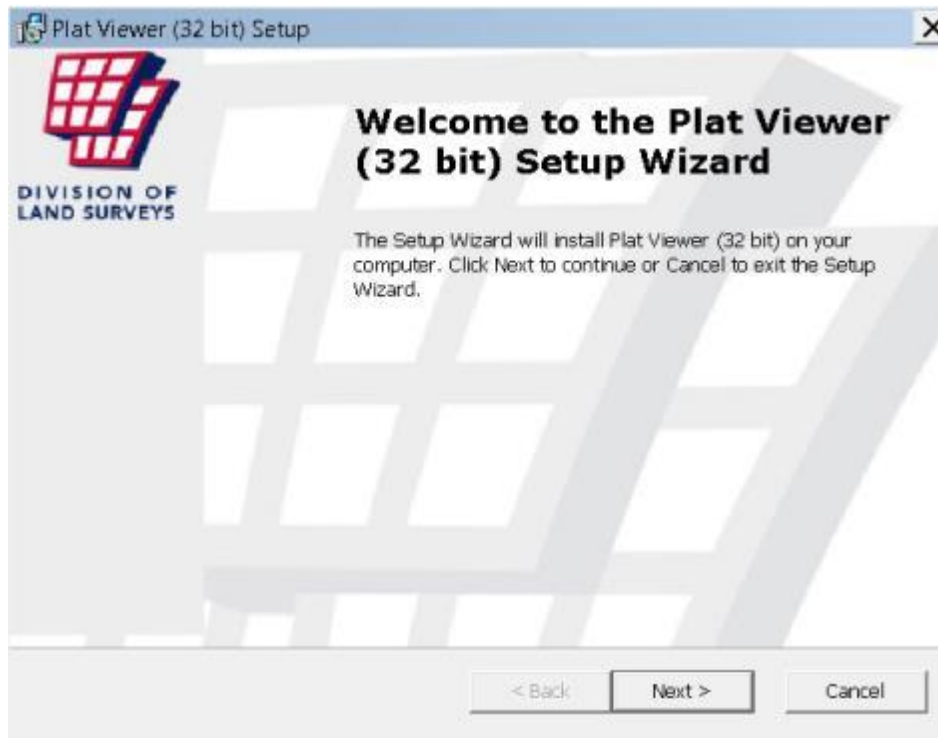 Plat Viewer (32 bit) Setup
DIVISION OF
LAND SURVEYS
Welcome to the Plat Viewer
(32 bit) Setup Wizard
The Setup Wizard will install Plat Viewer (32 bit) on your
computer. Click Next to continue or Cancel to exit the Setup
Wizard.
< Back Next > Cancel